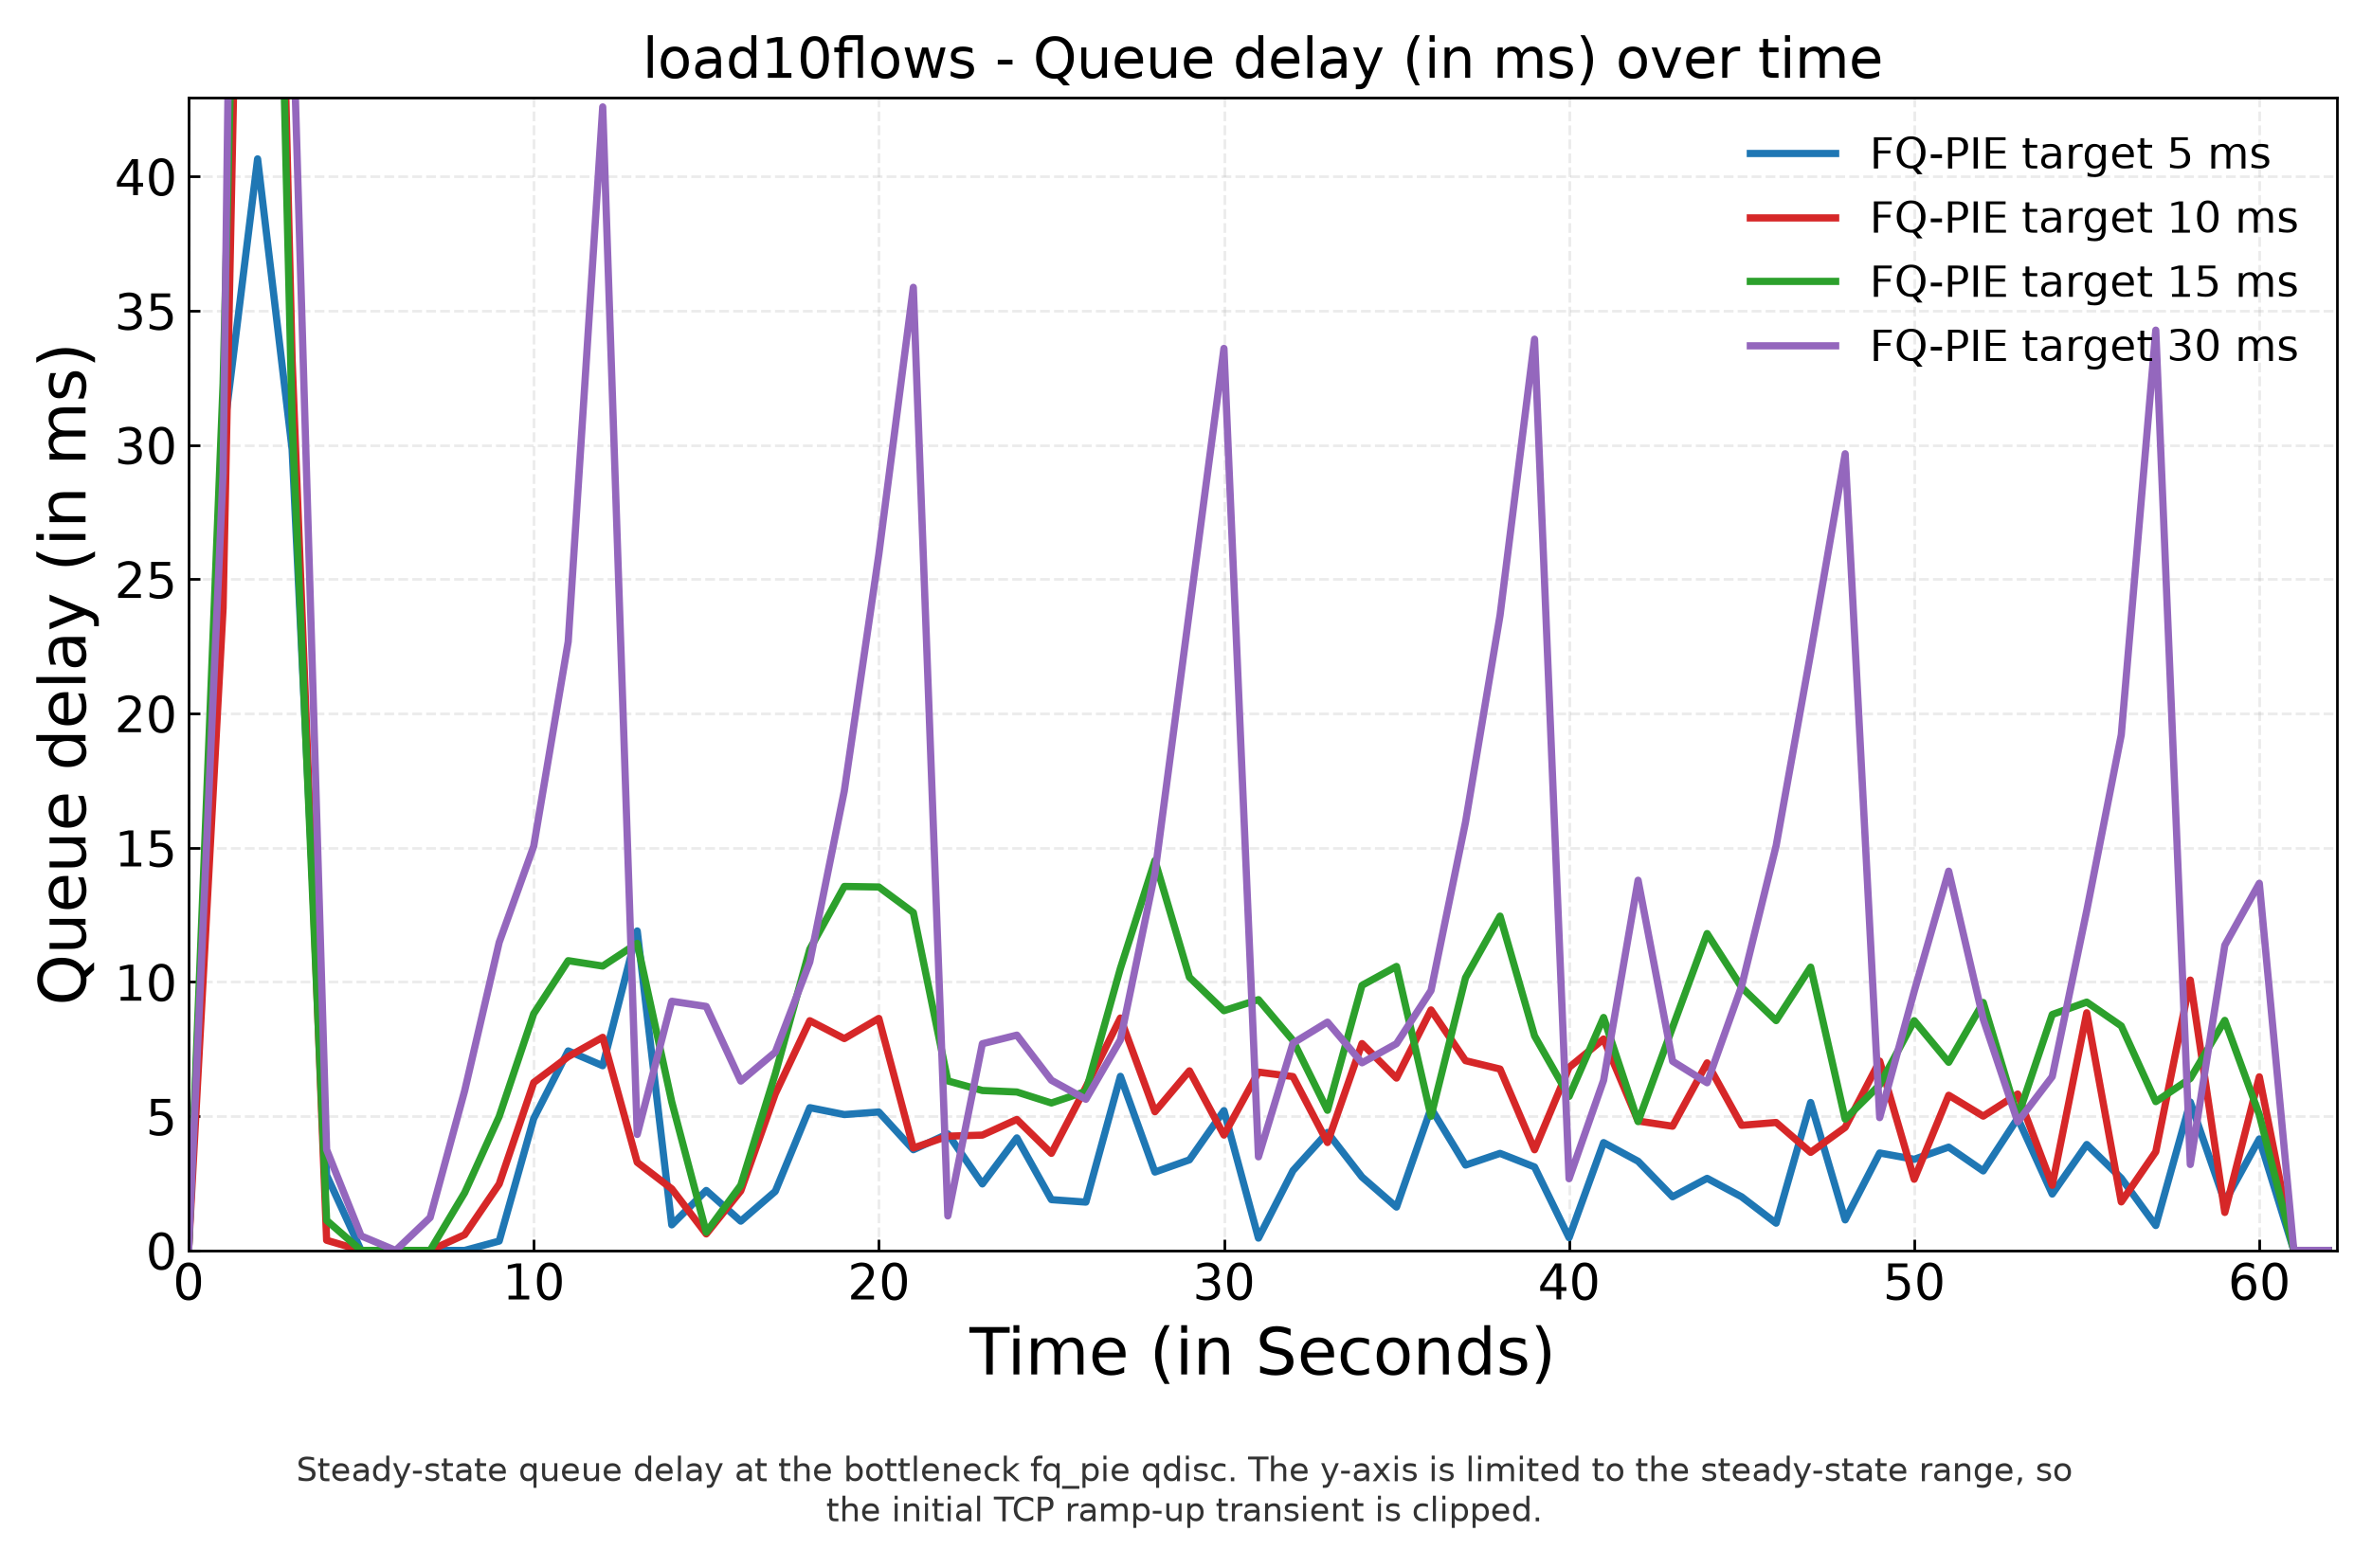 load10flows - Queue delay (in ms) over time
Queue delay (in ms)
40
35
30
25
20
15
10
5
0
FQ-PIE target 5 ms
FQ-PIE target 10 ms
FQ-PIE target 15 ms
FQ-PIE target 30 ms
0 10 20 30 40 50 60
Time (in Seconds)
Steady-state queue delay at the bottleneck fq_pie qdisc. The y-axis is limited to the steady-state range, so
the initial TCP ramp-up transient is clipped.